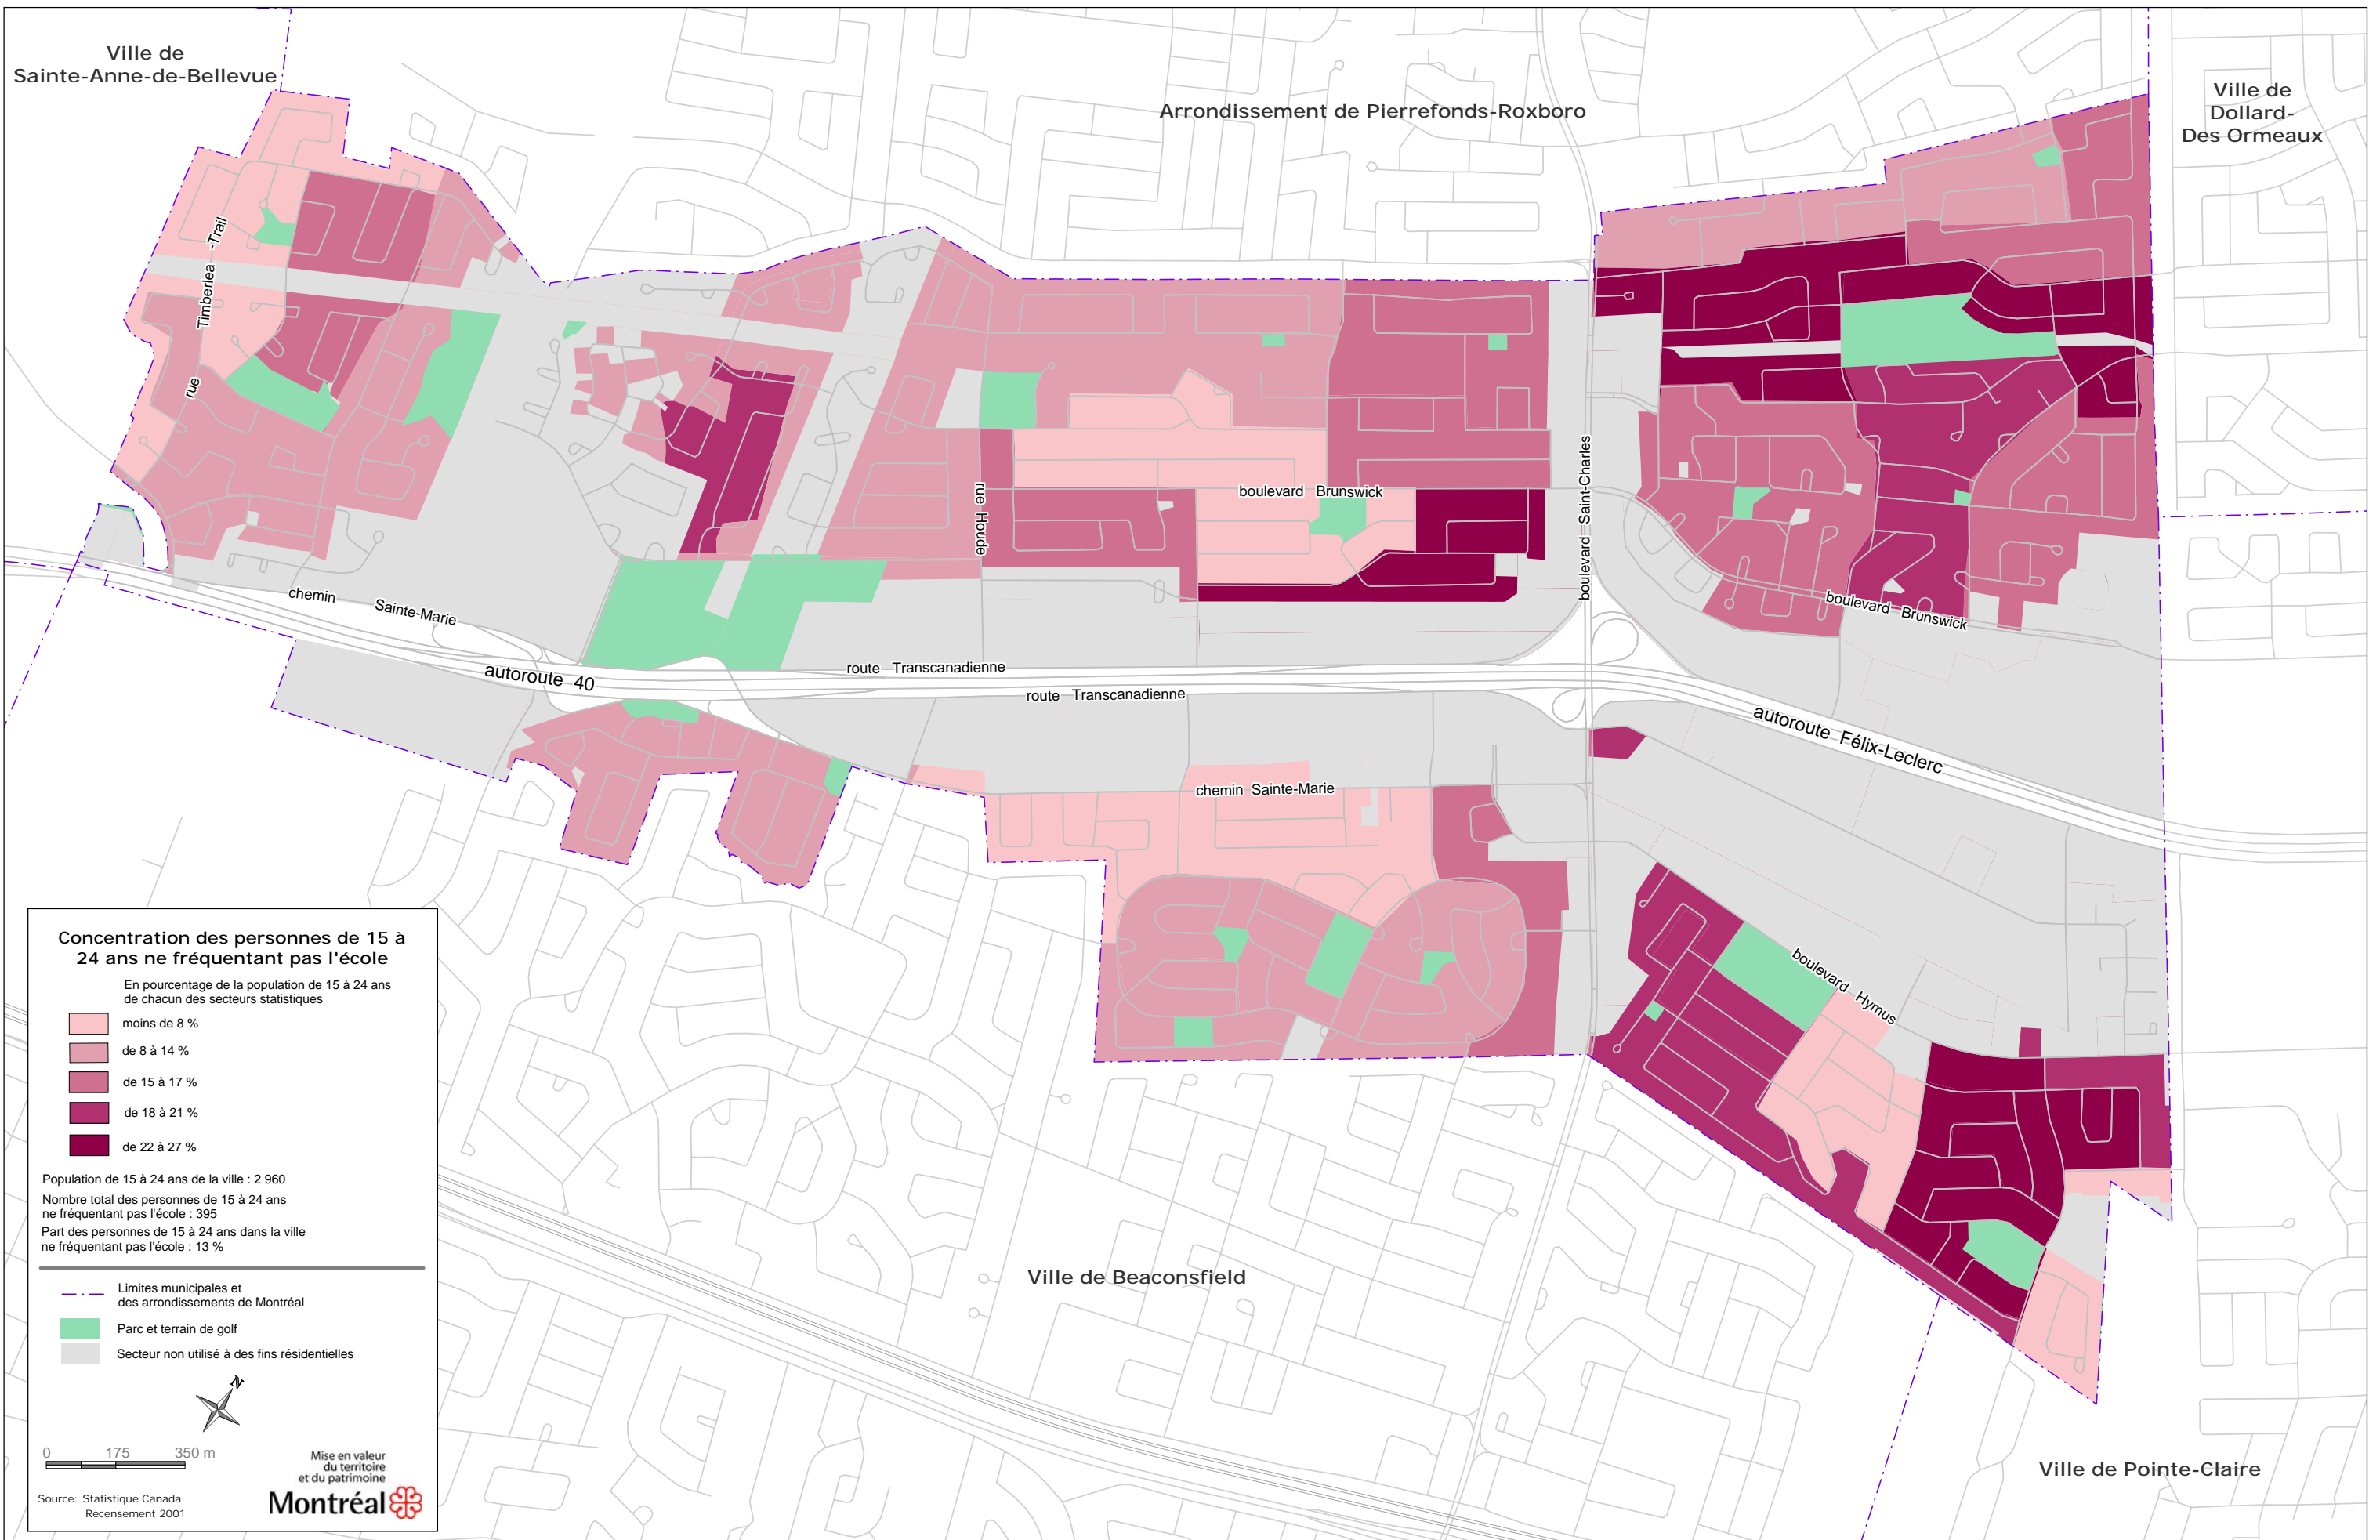 Ville de
Sainte-Anne-de-Bellevue
Arrondissement de Pierrefonds-Roxboro
Ville de
Dollard-
Des Ormeaux
rue Timberlea -Trail
rue Houde
boulevard Brunswick
boulevard Saint-Charles
boulevard Brunswick
chemin Sainte-Marie
autoroute 40
route Transcanadienne
route Transcanadienne
autoroute Félix-Leclerc
chemin Sainte-Marie
boulevard Hymus
Ville de Beaconsfield
Ville de Pointe-Claire
Concentration des personnes de 15 à
24 ans ne fréquentant pas l'école
En pourcentage de la population de 15 à 24 ans
de chacun des secteurs statistiques
moins de 8 %
de 8 à 14 %
de 15 à 17 %
de 18 à 21 %
de 22 à 27 %
Population de 15 à 24 ans de la ville : 2 960
Nombre total des personnes de 15 à 24 ans
ne fréquentant pas l'école : 395
Part des personnes de 15 à 24 ans dans la ville
ne fréquentant pas l'école : 13 %
Limites municipales et
des arrondissements de Montréal
Parc et terrain de golf
Secteur non utilisé à des fins résidentielles
N
0 175 350 m
Mise en valeur
du territoire
et du patrimoine
Montréal
Source: Statistique Canada
Recensement 2001